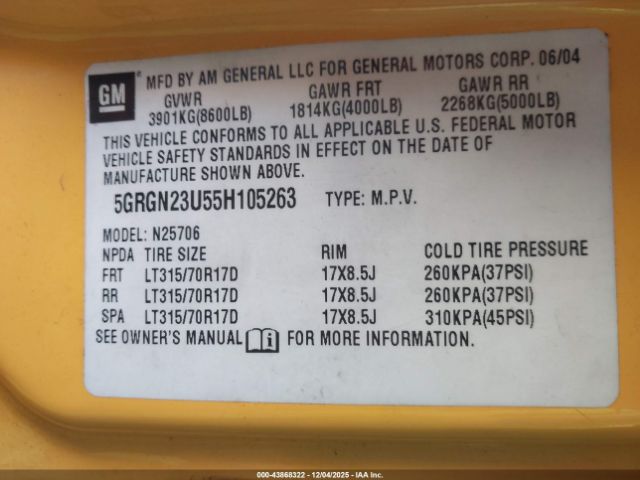 GM
MFD BY AM GENERAL LLC FOR GENERAL MOTORS CORP. 06/04
GVWR GAWR FRT GAWR RR
3901KG(8600LB) 1814KG(4000LB) 2268KG(5000LB)
THIS VEHICLE CONFORMS TO ALL APPLICABLE U.S. FEDERAL MOTOR
VEHICLE SAFETY STANDARDS IN EFFECT ON THE DATE OF
MANUFACTURE SHOWN ABOVE.
5GRGN23U55H105263 TYPE: M.P.V.
MODEL: N25706
NPDA TIRE SIZE RIM COLD TIRE PRESSURE
FRT LT315/70R17D 17X8.5J 260KPA(37PSI)
RR LT315/70R17D 17X8.5J 260KPA(37PSI)
SPA LT315/70R17D 17X8.5J 310KPA(45PSI)
SEE OWNER'S MANUAL FOR MORE INFORMATION.
000-43868322 - 12/04/2025 - IAA Inc.